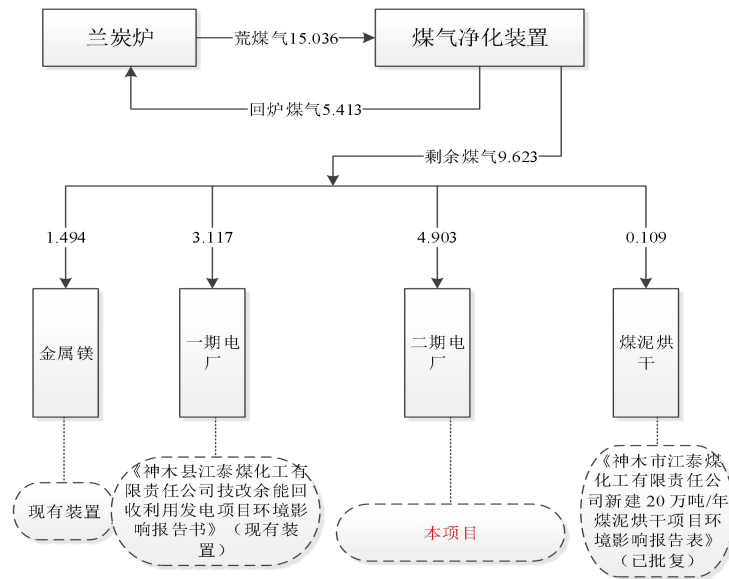 兰炭炉
荒煤气15.036
煤气净化装置
回炉煤气5.413
剩余煤气9.623
1.494
3.117
4.903
0.109
金属镁
一期电
厂
二期电
厂
煤泥烘
干
现有装置
《神木县江泰煤化工有
限责任公司技改余能回
收利用发电项目环境影
响报告书》（现有装
置）
本项目
《神木市江泰煤
化工有限责任公
司新建 20 万吨/年
煤泥烘干项目环
境影响报告表》
（已批复）